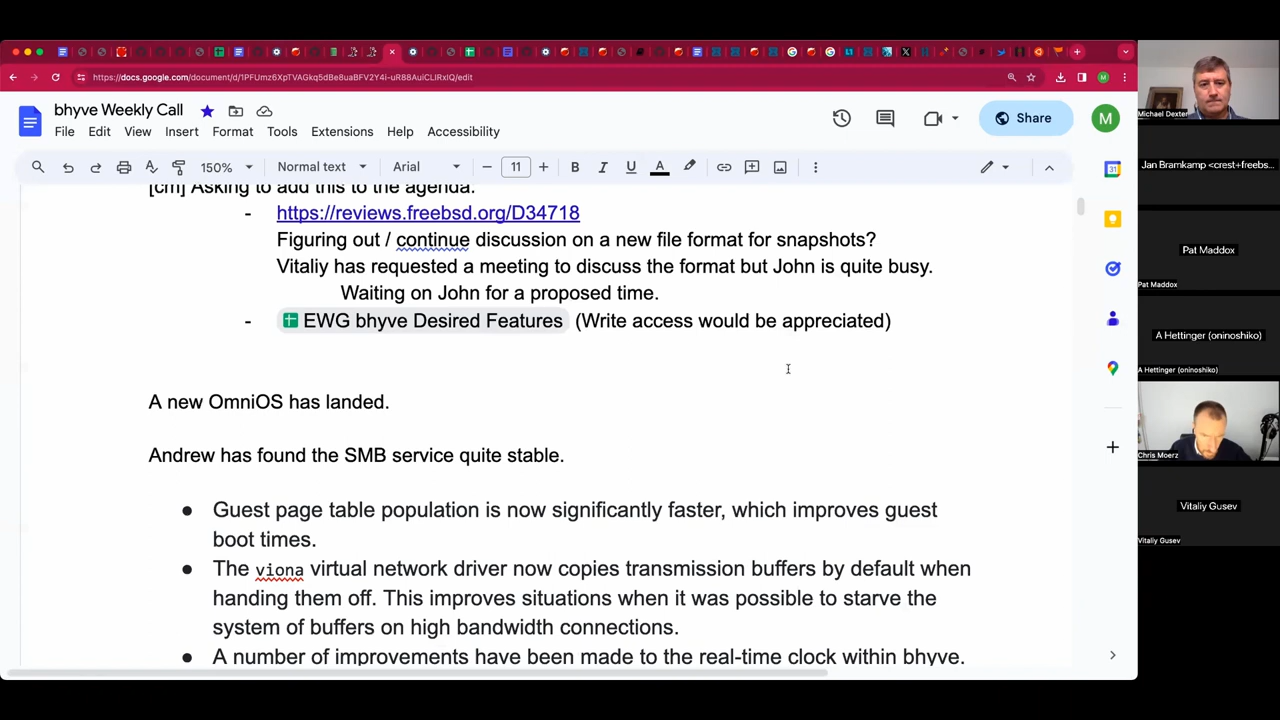 https://docs.google.com/document/d/1PFUmz6XpTVAGkq5dBe8uaBFV2Y4i-uR88AuiCLIRxIQ/edit
bhyve Weekly Call
File Edit View Insert Format Tools Extensions Help Accessibility
Share
M
150% Normal text Arial 11
[cm] Asking to add this to the agenda.
- https://reviews.freebsd.org/D34718
Figuring out / continue discussion on a new file format for snapshots?
Vitaliy has requested a meeting to discuss the format but John is quite busy.
Waiting on John for a proposed time.
- EWG bhyve Desired Features (Write access would be appreciated)
A new OmniOS has landed.
Andrew has found the SMB service quite stable.
● Guest page table population is now significantly faster, which improves guest
boot times.
● The viona virtual network driver now copies transmission buffers by default when
handing them off. This improves situations when it was possible to starve the
system of buffers on high bandwidth connections.
● A number of improvements have been made to the real-time clock within bhyve.
Michael Dexter
Jan Bramkamp <crest+freebs...
Pat Maddox
Pat Maddox
A Hettinger (oninoshiko)
A Hettinger (oninoshiko)
Chris Moerz
Vitaliy Gusev
Vitaliy Gusev